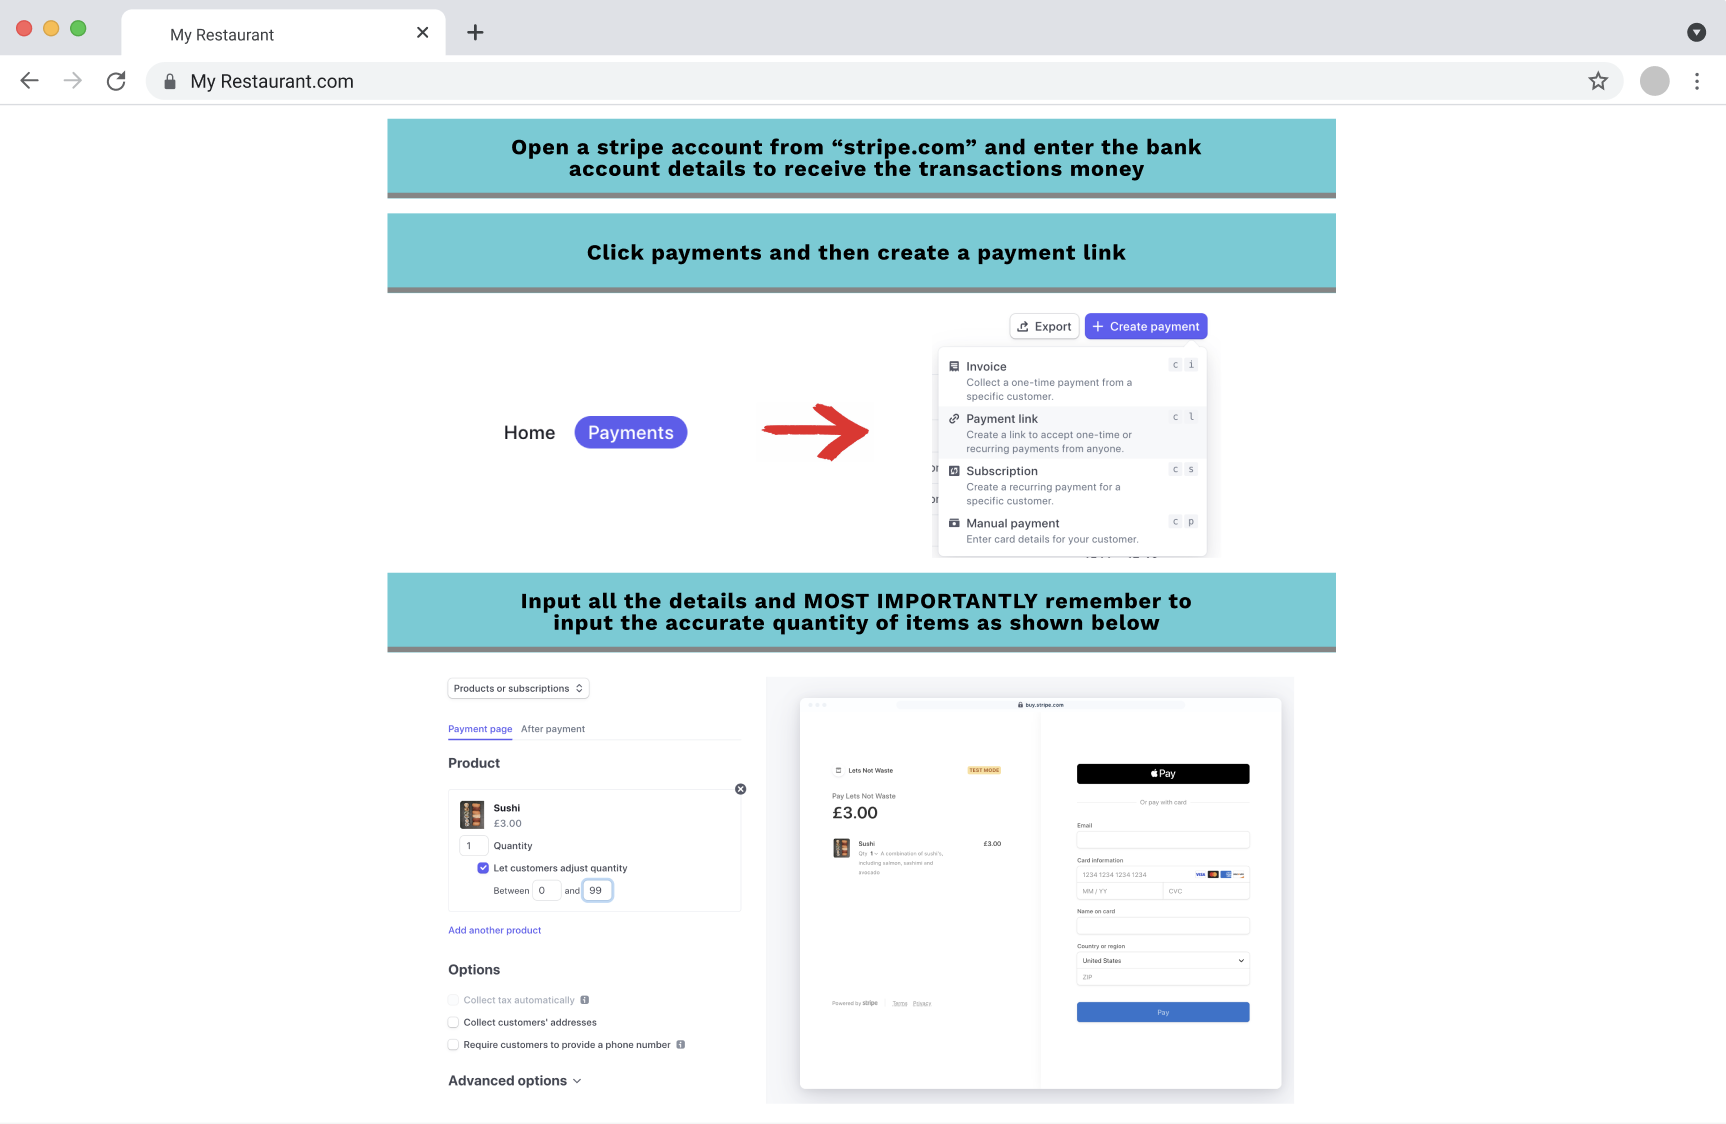 My Restaurant
My Restaurant.com
Open a stripe account from “stripe.com” and enter the bank
account details to receive the transactions money
Click payments and then create a payment link
Export
Create payment
Invoice
c i
Collect a one-time payment from a
specific customer.
Home
Payments
Payment link
c l
Create a link to accept one-time or
recurring payments from anyone.
Subscription
c s
Create a recurring payment for a
specific customer.
Manual payment
c p
Enter card details for your customer.
Input all the details and MOST IMPORTANTLY remember to
input the accurate quantity of items as shown below
Products or subscriptions
Payment page After payment
Product
Sushi
£3.00
1 Quantity
Let customers adjust quantity
Between 0 and 99
Add another product
Options
Collect tax automatically
Collect customers' addresses
Require customers to provide a phone number
Advanced options
buy.stripe.com
Lets Not Waste
TEST MODE
Pay Lets Not Waste
£3.00
Sushi £3.00
Qty 1 – A combination of sushi's,
including salmon, sashimi and
avocado
Powered by stripe Terms Privacy
Pay
Or pay with card
Email
Card information
1234 1234 1234 1234
VISA
MM / YY CVC
Name on card
Country or region
United States
ZIP
Pay